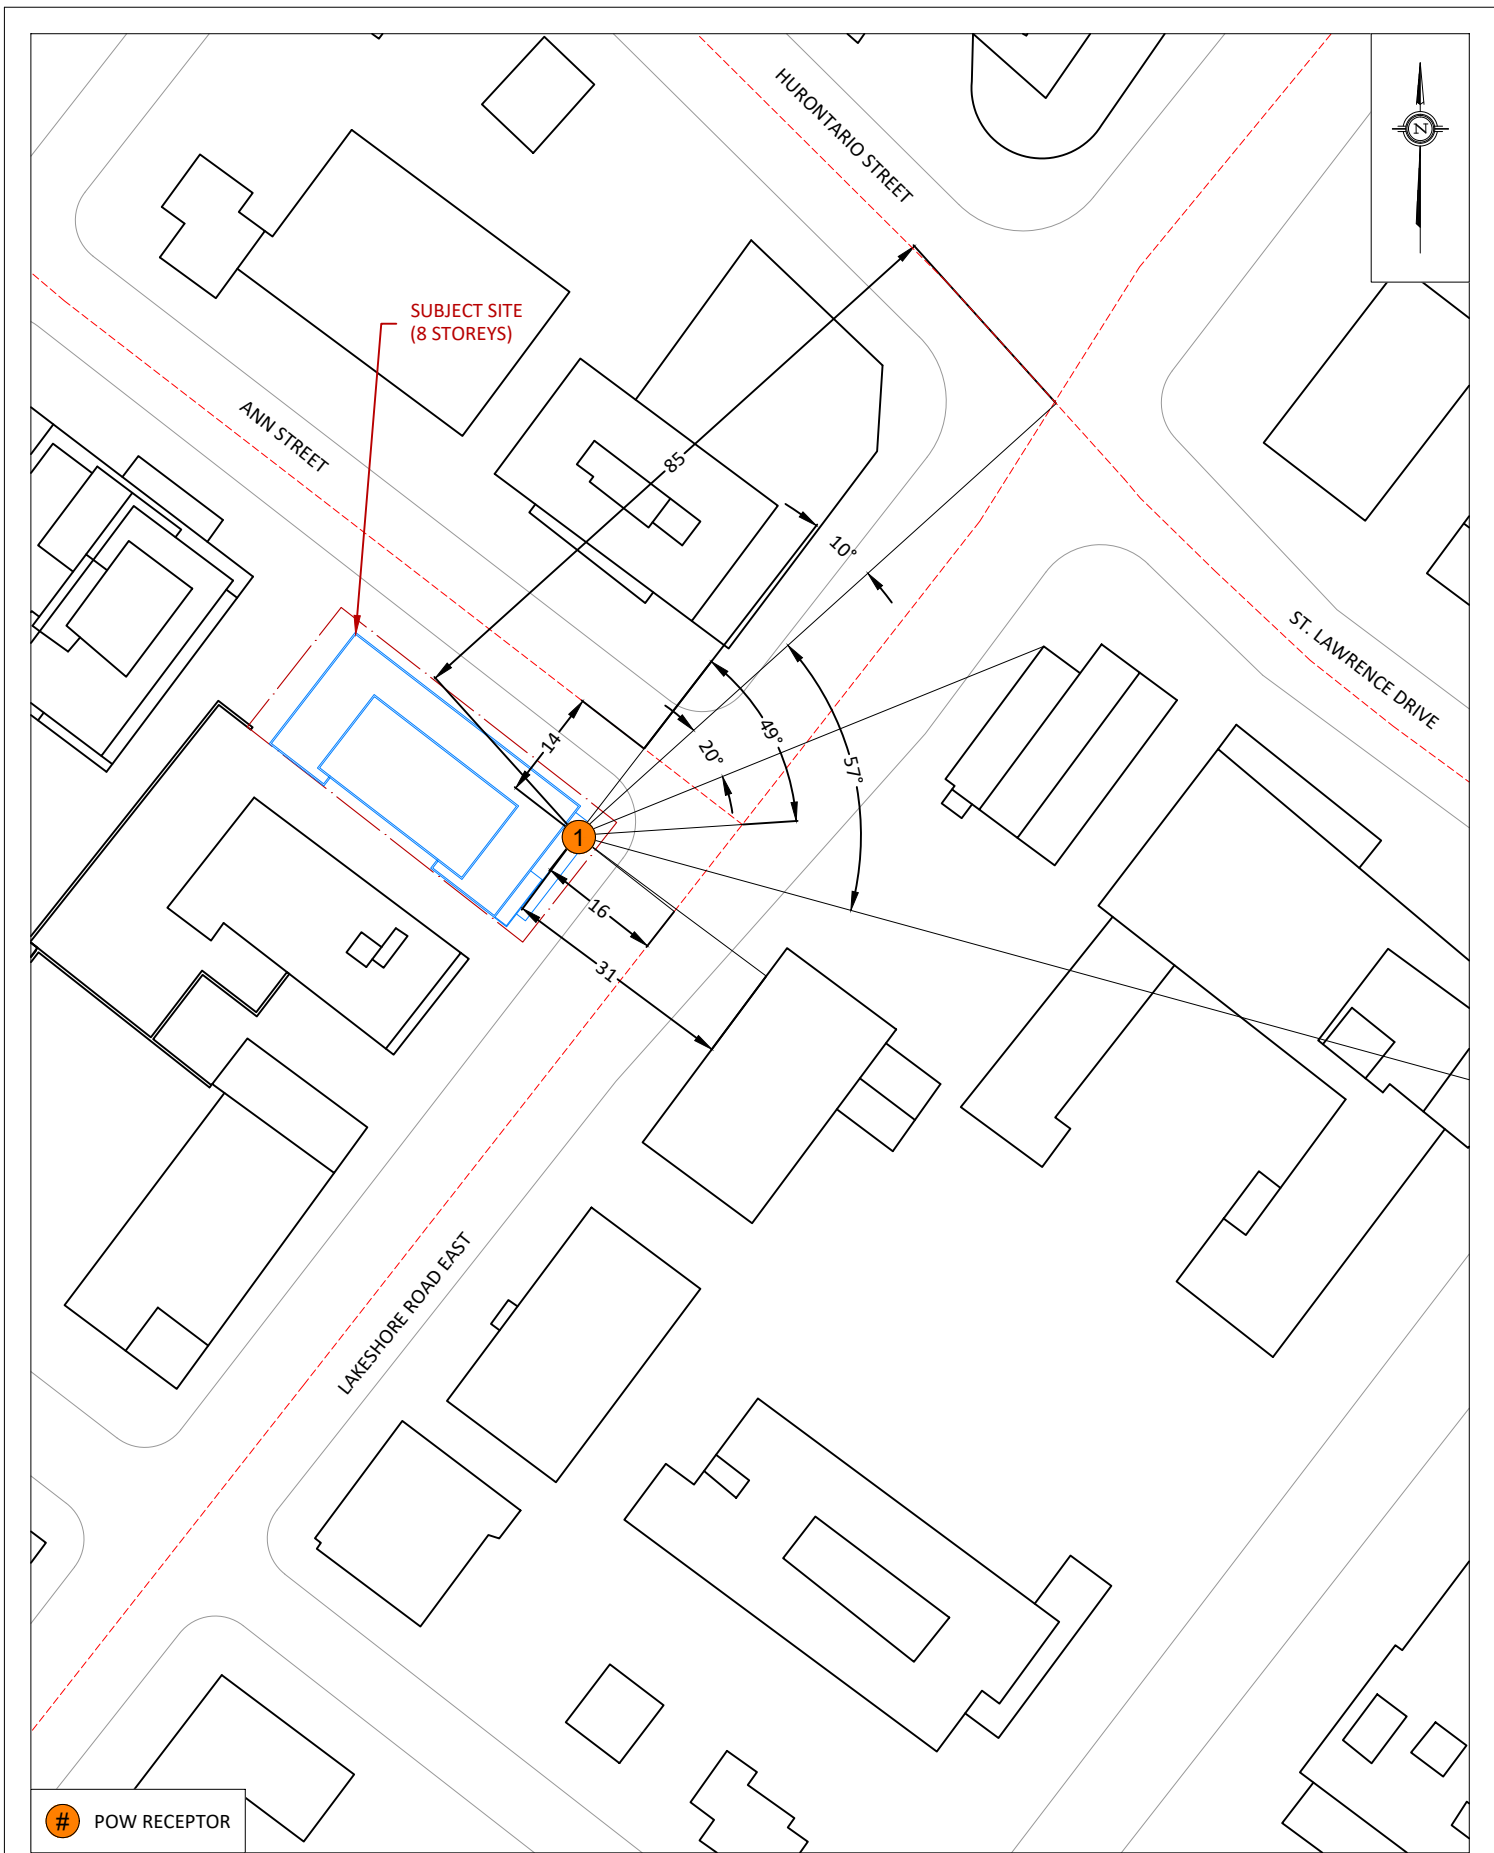 HURONTARIO STREET
N
SUBJECT SITE
(8 STOREYS)
ANN STREET
85
10°
ST. LAWRENCE DRIVE
14
49°
20°
57°
1
16
31
LAKESHORE ROAD EAST
# POW RECEPTOR